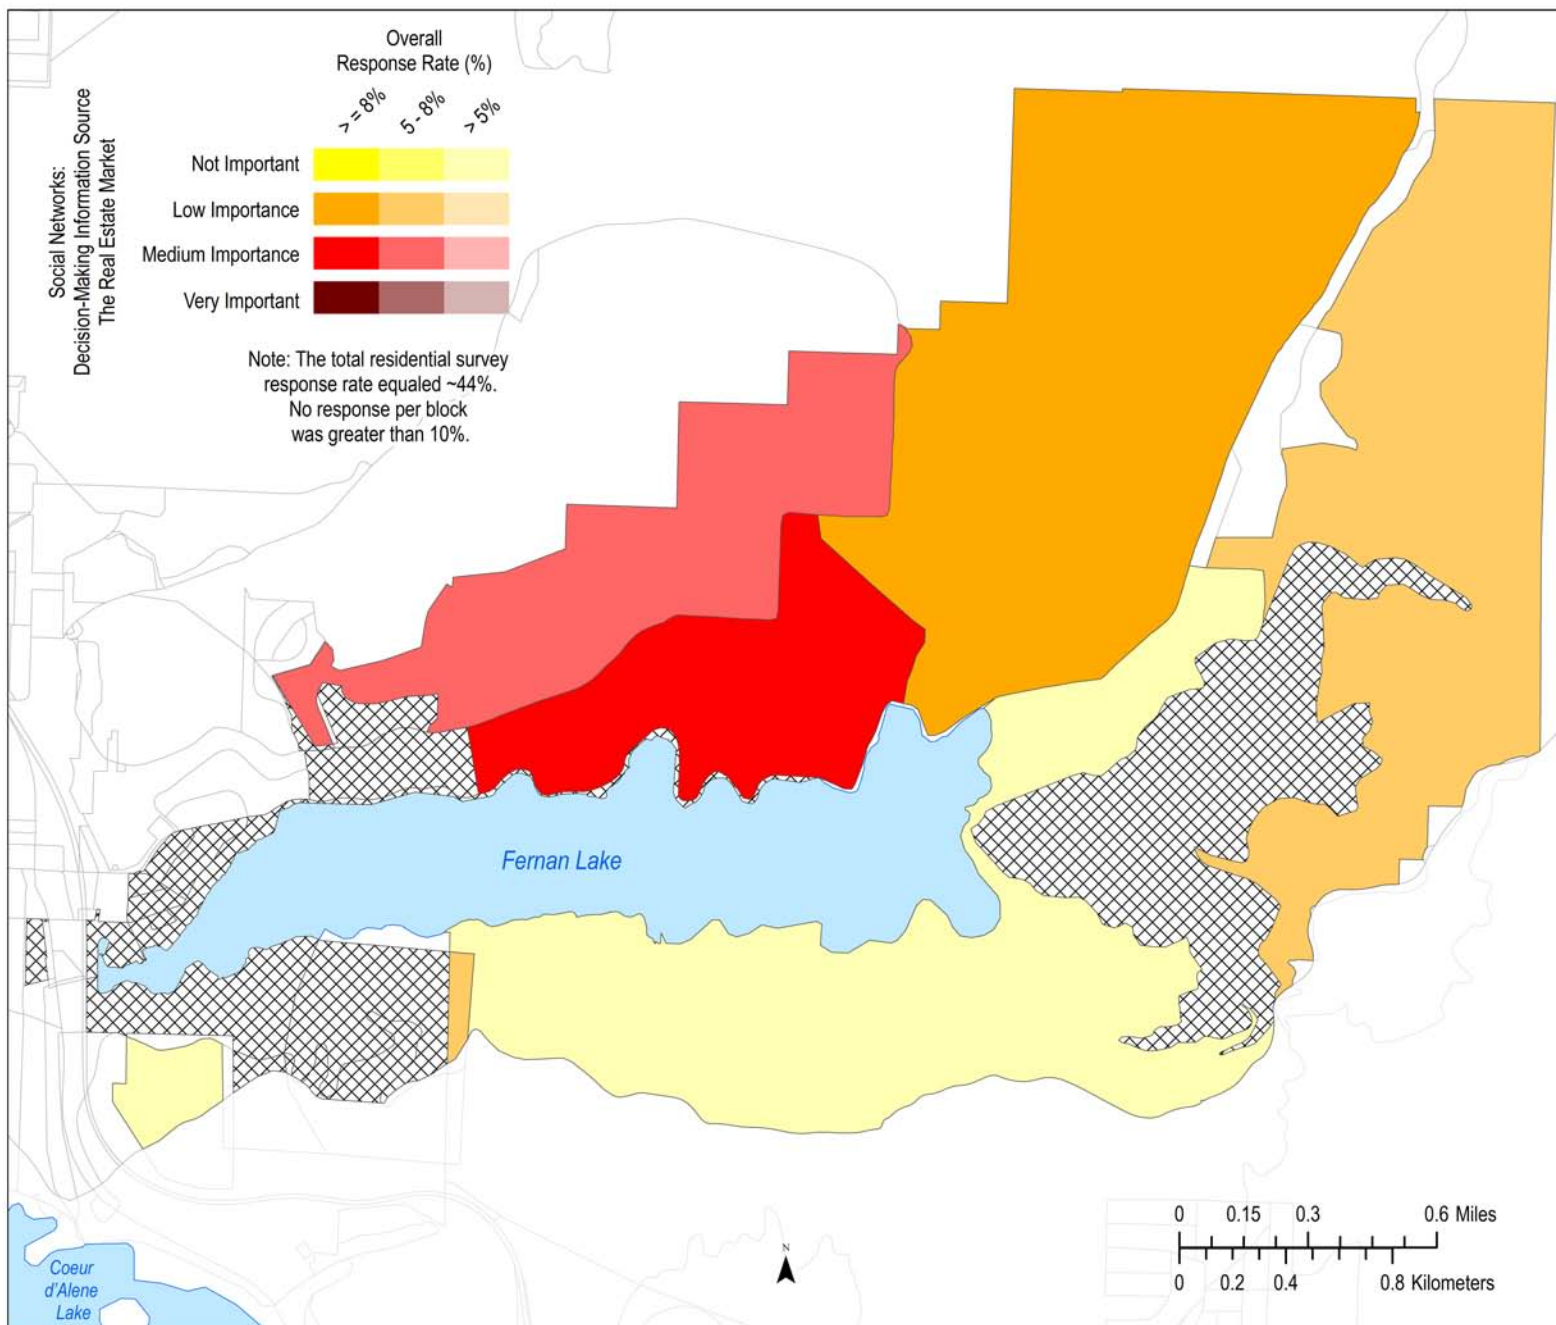 Overall
Response Rate (%)
> = 8%
5 - 8%
> 5%
Social Networks:
Decision-Making Information Source
The Real Estate Market
Not Important
Low Importance
Medium Importance
Very Important
Note: The total residential survey
response rate equaled ~44%.
No response per block
was greater than 10%.
Fernan Lake
Coeur
d'Alene
Lake
N
0 0.15 0.3 0.6 Miles
0 0.2 0.4 0.8 Kilometers